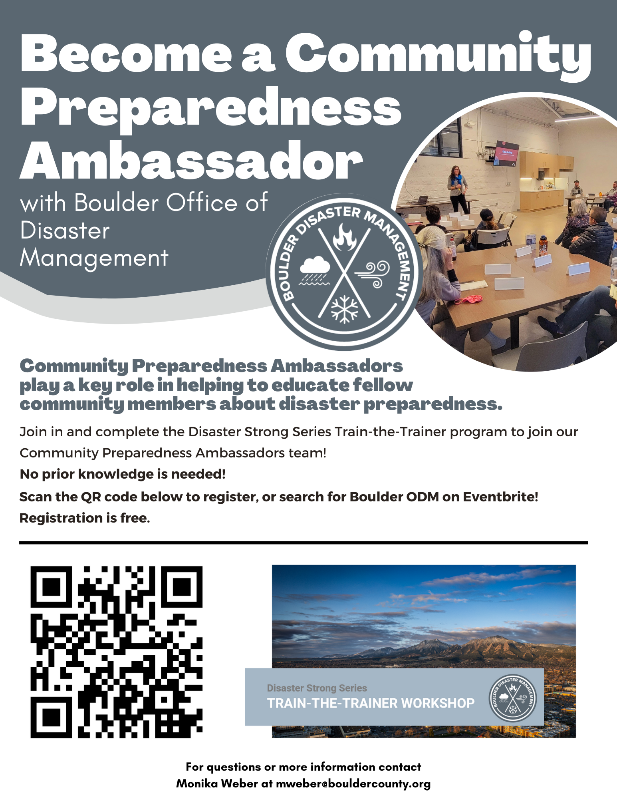 Become a Community
Preparedness
Ambassador
with Boulder Office of
Disaster
Management
BOULDER DISASTER MANAGEMENT
Community Preparedness Ambassadors
play a key role in helping to educate fellow
community members about disaster preparedness.
Join in and complete the Disaster Strong Series Train-the-Trainer program to join our
Community Preparedness Ambassadors team!
No prior knowledge is needed!
Scan the QR code below to register, or search for Boulder ODM on Eventbrite!
Registration is free.
Disaster Strong Series
TRAIN-THE-TRAINER WORKSHOP
BOULDER DISASTER MANAGEMENT
For questions or more information contact
Monika Weber at mweber@bouldercounty.org